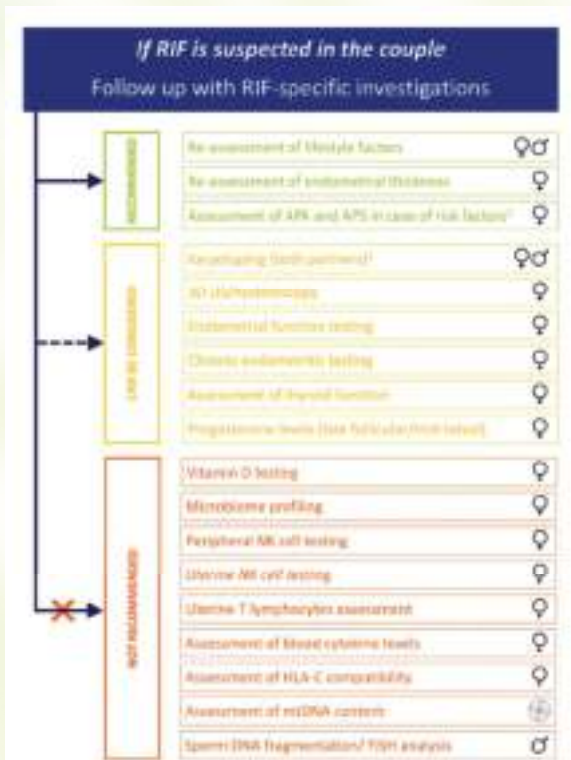 If RIF is suspected in the couple
Follow up with RIF-specific investigations
RECOMMENDED
Re-assessment of lifestyle factors
Re-assessment of endometrial thickness
Assessment of APA and APS in case of risk factors
CAN BE CONSIDERED
Karyotyping (both partners)
3D US/hysteroscopy
Endometrial function testing
Chronic endometritis testing
Assessment of thyroid function
Progesterone levels (late follicular/mid-luteal)
NOT RECOMMENDED
Vitamin D testing
Microbiome profiling
Peripheral NK cell testing
Uterine NK cell testing
Uterine T lymphocytes assessment
Assessment of blood cytokine levels
Assessment of HLA-C compatibility
Assessment of mtDNA content
Sperm DNA fragmentation/ FISH analysis